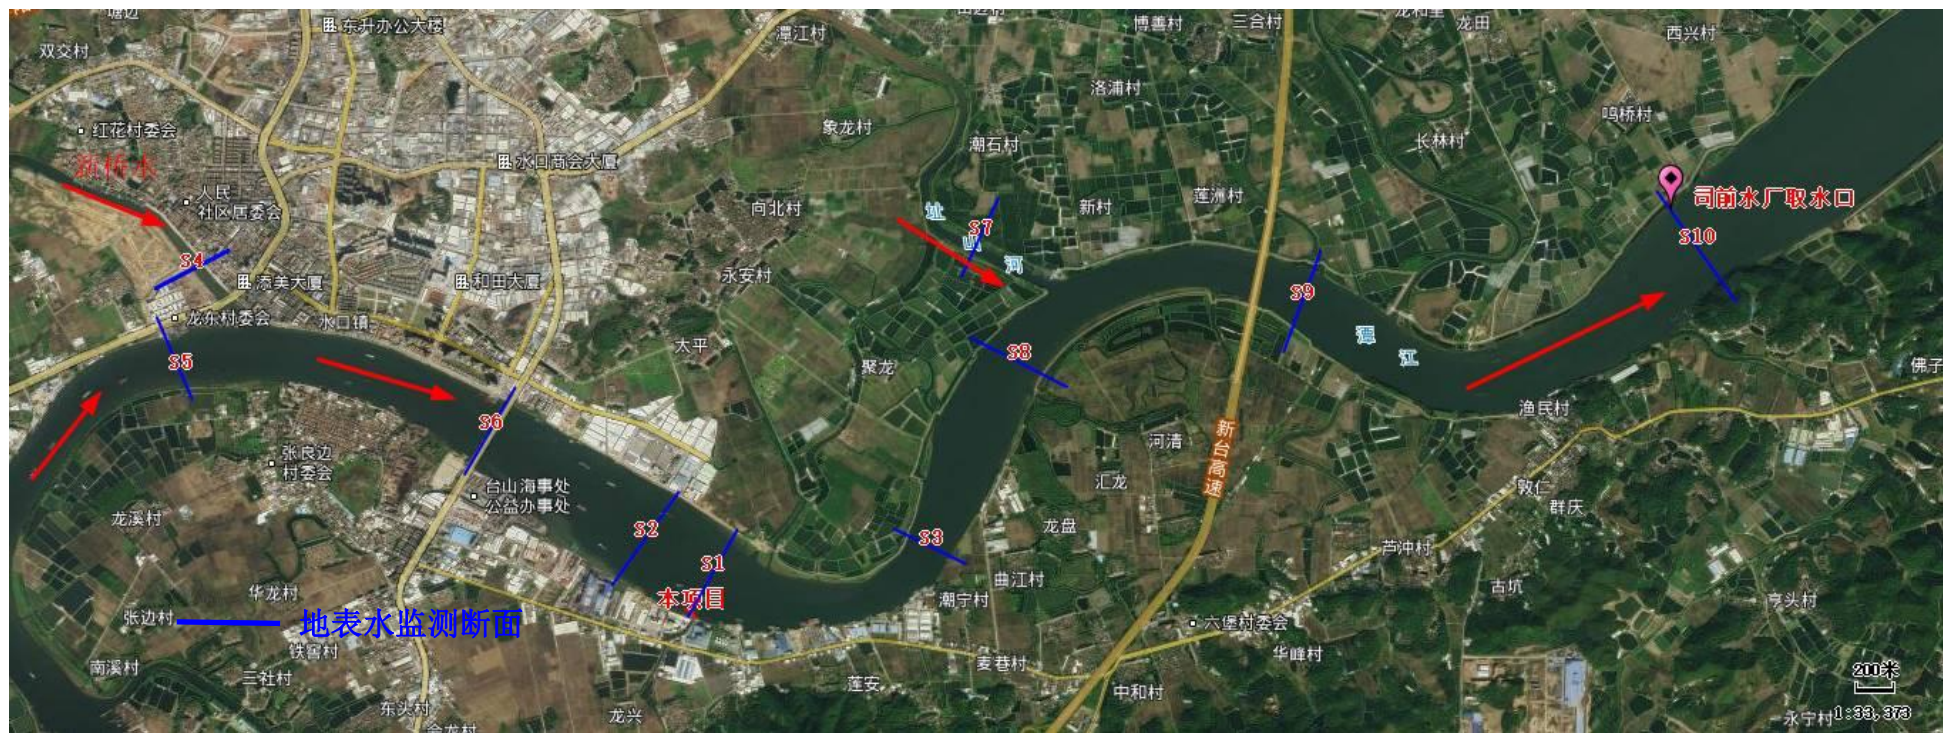 塘边
东升办公大楼
潭江村
博善村
三合村
龙和里
龙田
西兴村
双交村
洛浦村
鸣桥村
红花村委会
象龙村
潮石村
长林村
水口商会大厦
人民
社区居委会
向北村
址
山
河
新村
莲洲村
司前水厂取水口
S7
S10
S4
添美大厦
和田大厦
永安村
S9
龙东村委会
水口镇
太平
潭
江
S5
S8
聚龙
佛子
S6
渔民村
张良边
村委会
新台高速
河清
台山海事处
公益办事处
汇龙
敦仁
群庆
龙溪村
S2
S3
龙盘
芦冲村
S1
曲江村
古坑
华龙村
本项目
潮宁村
亨头村
张边村
地表水监测断面
六堡村委会
铁窖村
华峰村
南溪村
三社村
麦巷村
莲安
中和村
200米
东头村
龙兴
永宁村
1:33,373